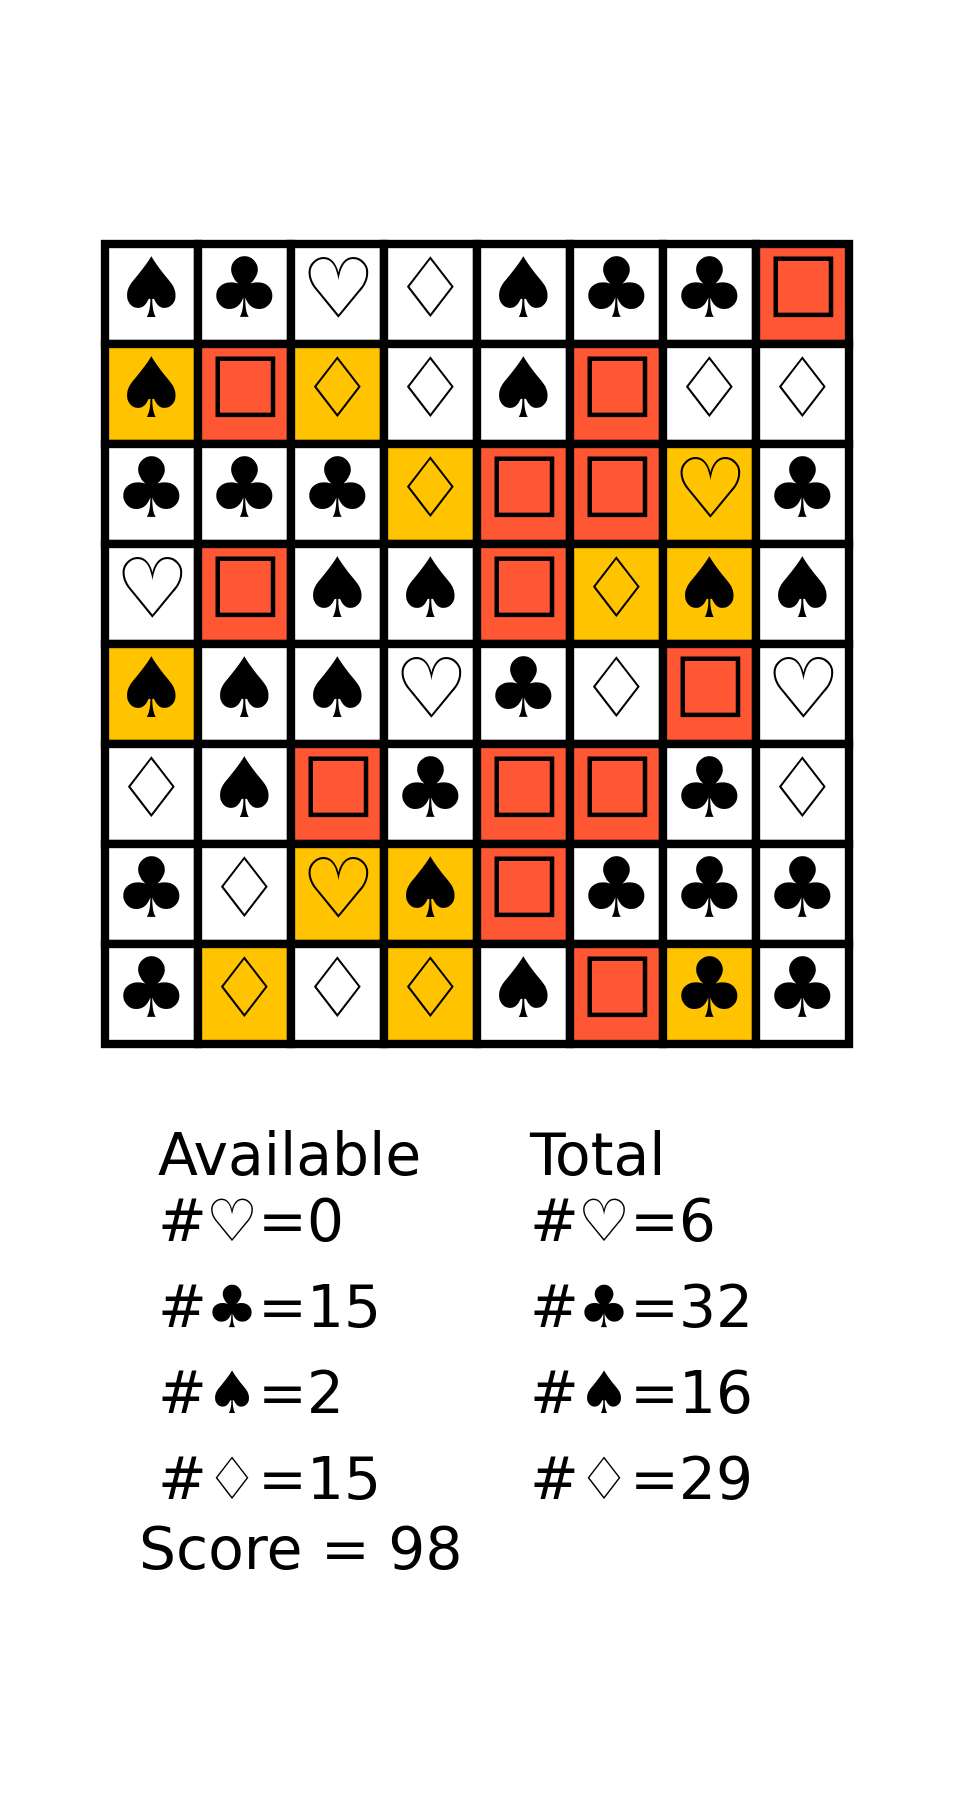 ♠ ♣ ♡ ♢ ♠ ♣ ♣ □
♠ □ ♢ ♢ ♠ □ ♢ ♢
♣ ♣ ♣ ♢ □ □ ♡ ♣
♡ □ ♠ ♠ □ ♢ ♠ ♠
♠ ♠ ♠ ♡ ♣ ♢ □ ♡
♢ ♠ □ ♣ □ □ ♣ ♢
♣ ♢ ♡ ♠ □ ♣ ♣ ♣
♣ ♢ ♢ ♢ ♠ □ ♣ ♣
Available Total
#♡=0 #♡=6
#♣=15 #♣=32
#♠=2 #♠=16
#♢=15 #♢=29
Score = 98